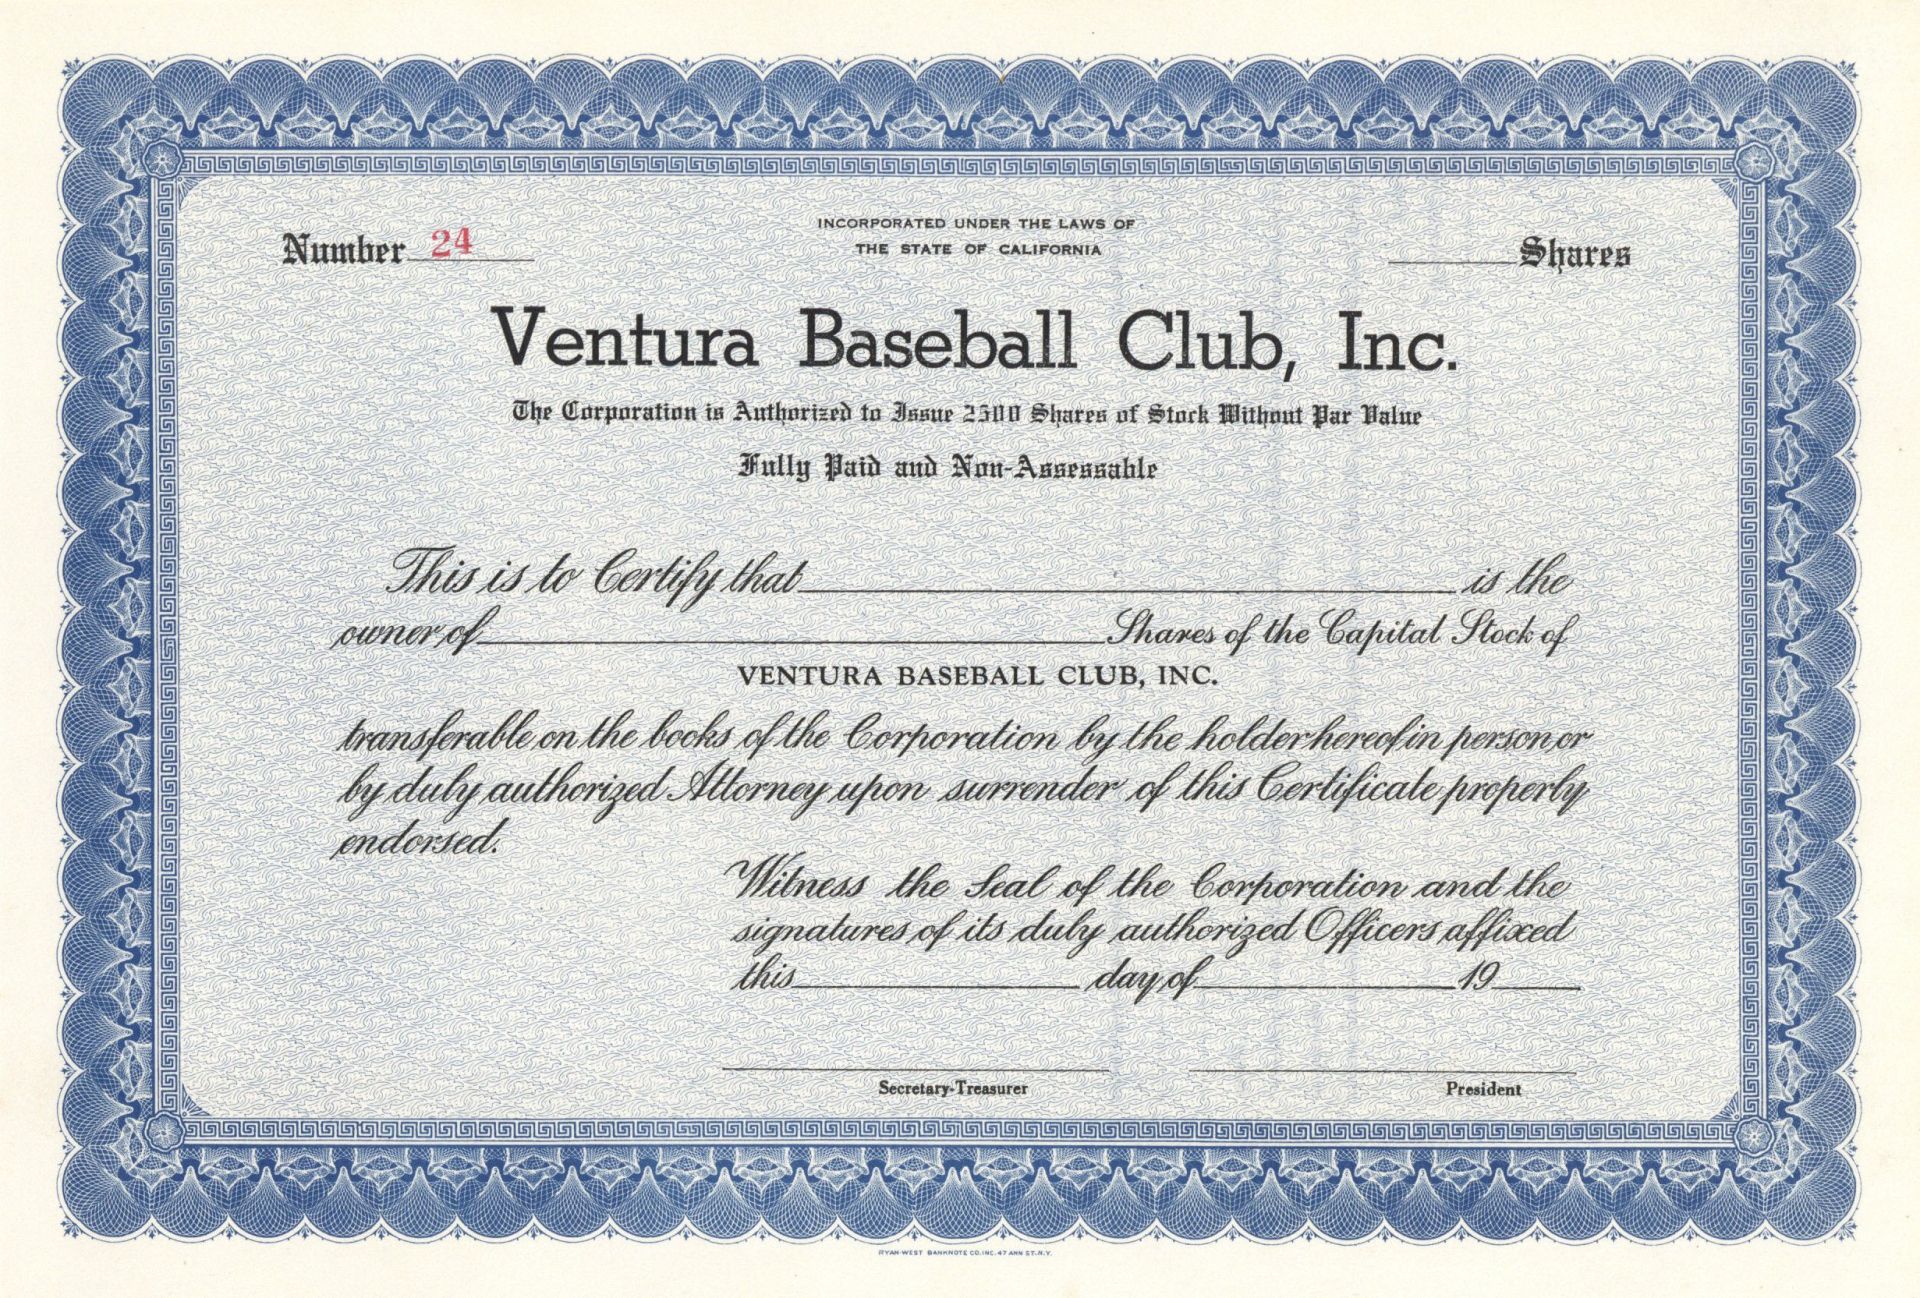 INCORPORATED UNDER THE LAWS OF
THE STATE OF CALIFORNIA
Number 24
Shares
Ventura Baseball Club, Inc.
The Corporation is Authorized to Issue 2500 Shares of Stock Without Par Value
Fully Paid and Non-Assessable
This is to Certify that is the
owner of Shares of the Capital Stock of
VENTURA BASEBALL CLUB, INC.
transferable on the books of the Corporation by the holder hereof in person or
by duly authorized Attorney upon surrender of this Certificate properly
endorsed.
Witness the Seal of the Corporation and the
signatures of its duly authorized Officers affixed
this day of 19
Secretary-Treasurer
President
RYAN-WEST BANKNOTE CO. INC. 47 ANN ST. N.Y.